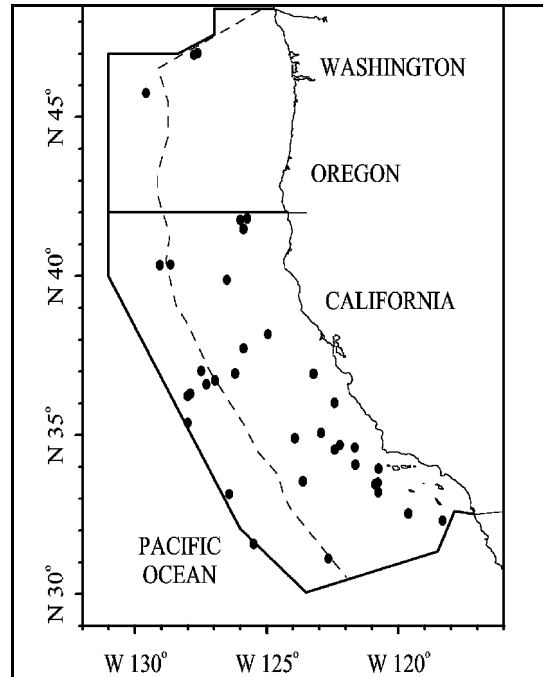 WASHINGTON
N 45°
OREGON
N 40°
CALIFORNIA
N 35°
PACIFIC
OCEAN
N 30°
W 130° W 125° W 120°